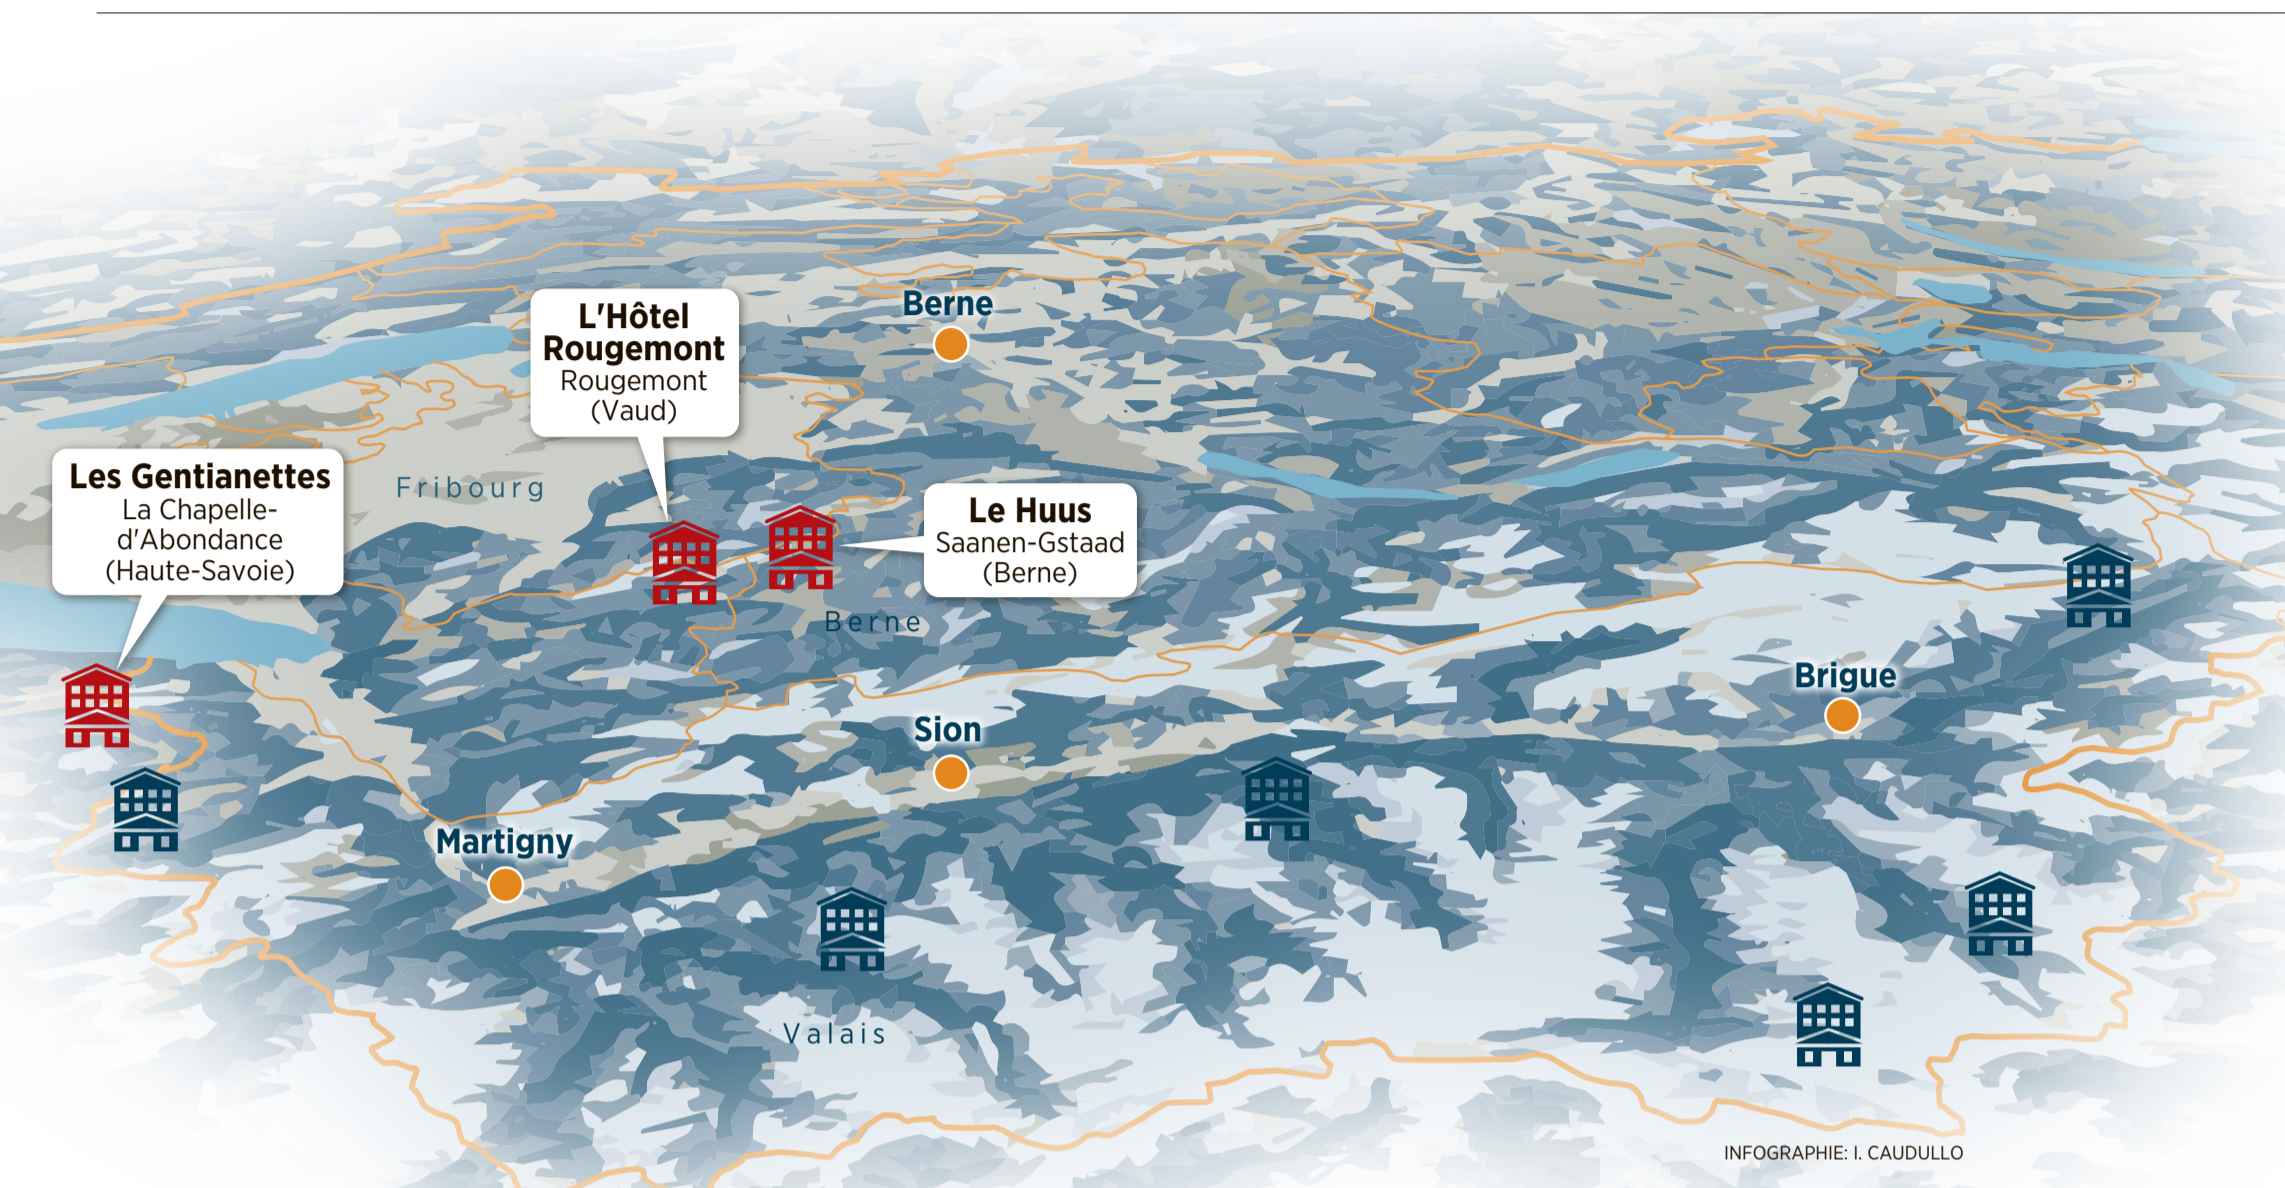 Berne
L'Hôtel
Rougemont
Rougemont
(Vaud)
Les Gentianettes
La Chapelle-
d'Abondance
(Haute-Savoie)
Fribourg
Le Huus
Saanen-Gstaad
(Berne)
Berne
Brigue
Sion
Martigny
Valais
INFOGRAPHIE: I. CAUDULLO